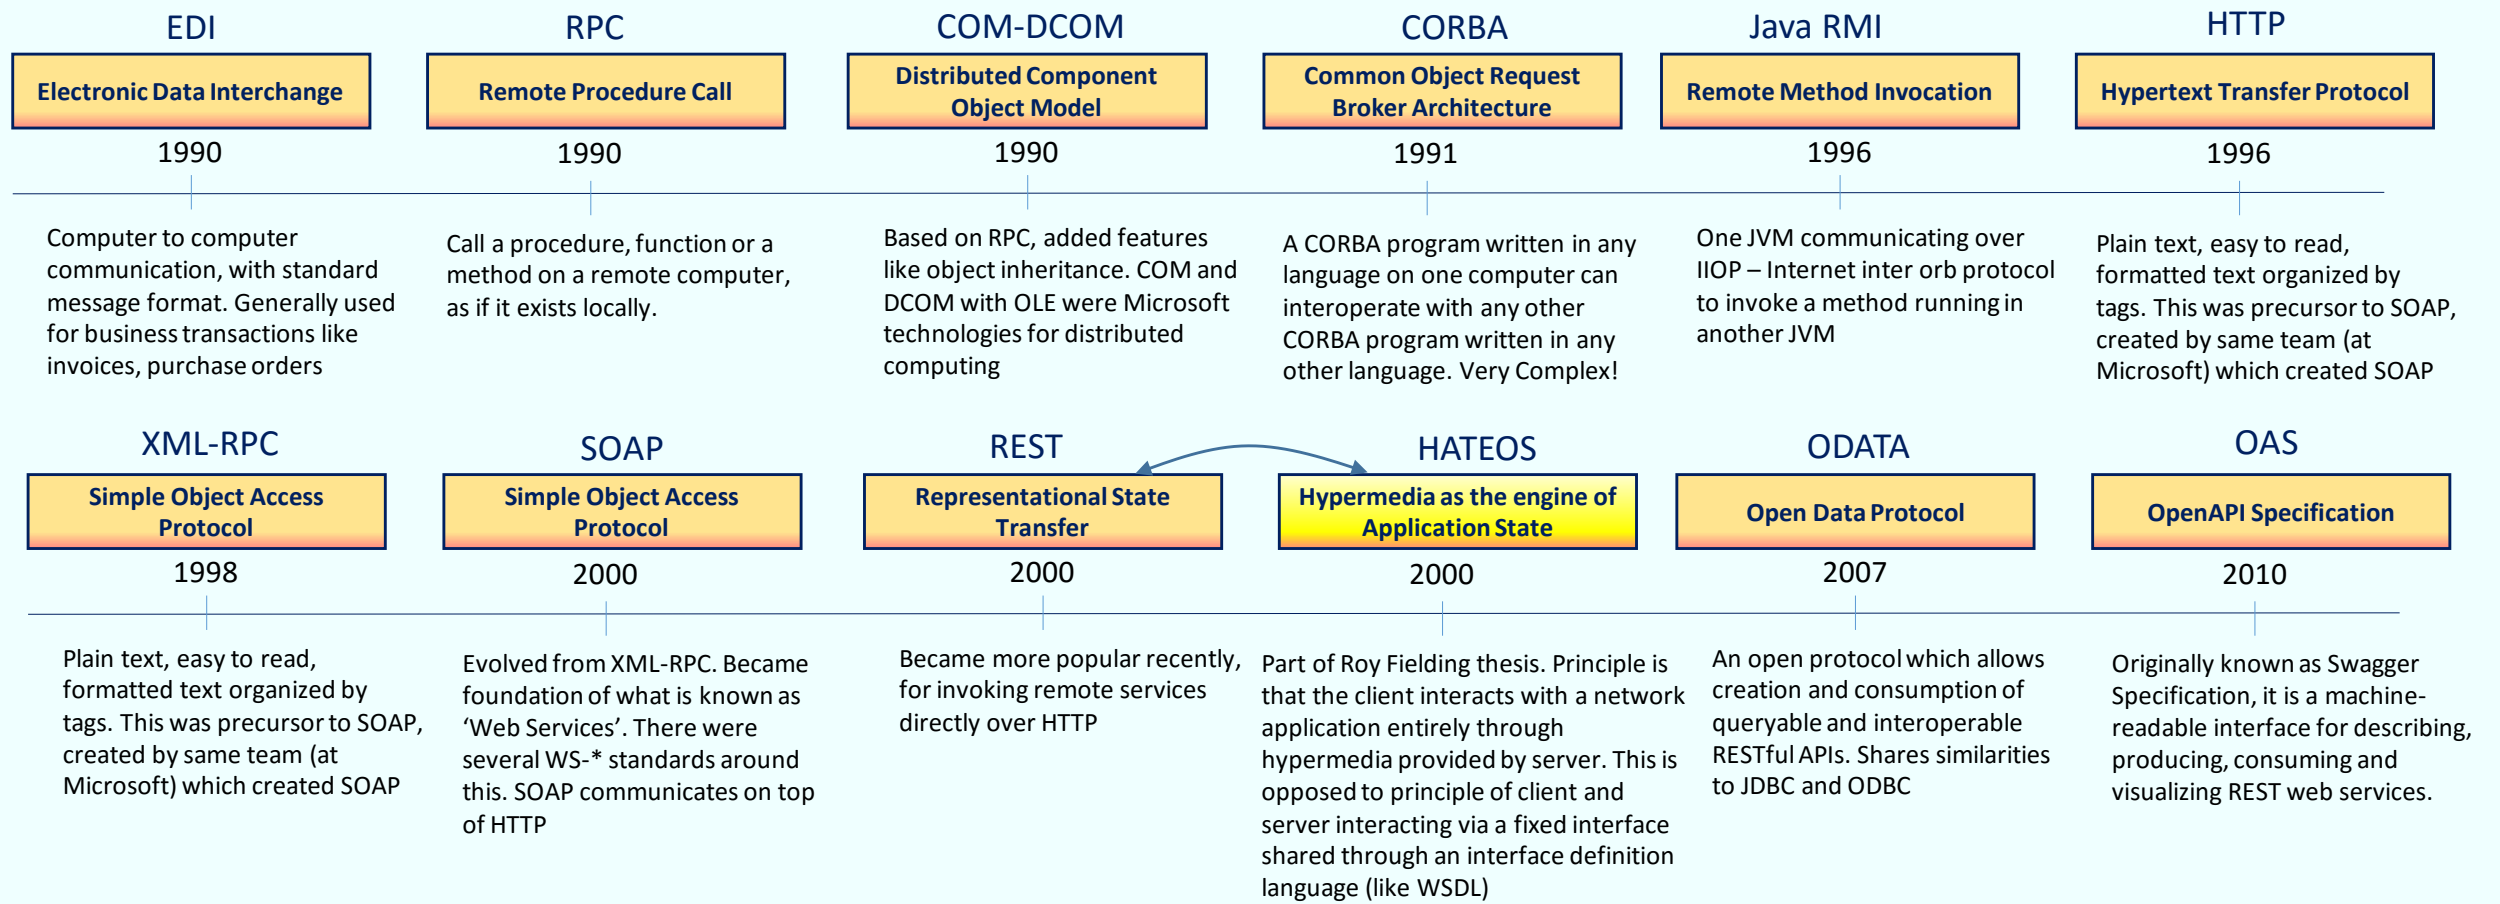 EDI
Electronic Data Interchange
1990
Computer to computer
communication, with standard
message format. Generally used
for business transactions like
invoices, purchase orders
RPC
Remote Procedure Call
1990
Call a procedure, function or a
method on a remote computer,
as if it exists locally.
COM-DCOM
Distributed Component
Object Model
1990
Based on RPC, added features
like object inheritance. COM and
DCOM with OLE were Microsoft
technologies for distributed
computing
CORBA
Common Object Request
Broker Architecture
1991
A CORBA program written in any
language on one computer can
interoperate with any other
CORBA program written in any
other language. Very Complex!
Java RMI
Remote Method Invocation
1996
One JVM communicating over
IIOP – Internet inter orb protocol
to invoke a method running in
another JVM
HTTP
Hypertext Transfer Protocol
1996
Plain text, easy to read,
formatted text organized by
tags. This was precursor to SOAP,
created by same team (at
Microsoft) which created SOAP
XML-RPC
Simple Object Access
Protocol
1998
Plain text, easy to read,
formatted text organized by
tags. This was precursor to SOAP,
created by same team (at
Microsoft) which created SOAP
SOAP
Simple Object Access
Protocol
2000
Evolved from XML-RPC. Became
foundation of what is known as
‘Web Services’. There were
several WS-* standards around
this. SOAP communicates on top
of HTTP
REST
Representational State
Transfer
2000
Became more popular recently,
for invoking remote services
directly over HTTP
HATEOS
Hypermedia as the engine of
Application State
2000
Part of Roy Fielding thesis. Principle is
that the client interacts with a network
application entirely through
hypermedia provided by server. This is
opposed to principle of client and
server interacting via a fixed interface
shared through an interface definition
language (like WSDL)
ODATA
Open Data Protocol
2007
An open protocol which allows
creation and consumption of
queryable and interoperable
RESTful APIs. Shares similarities
to JDBC and ODBC
OAS
OpenAPI Specification
2010
Originally known as Swagger
Specification, it is a machine-
readable interface for describing,
producing, consuming and
visualizing REST web services.